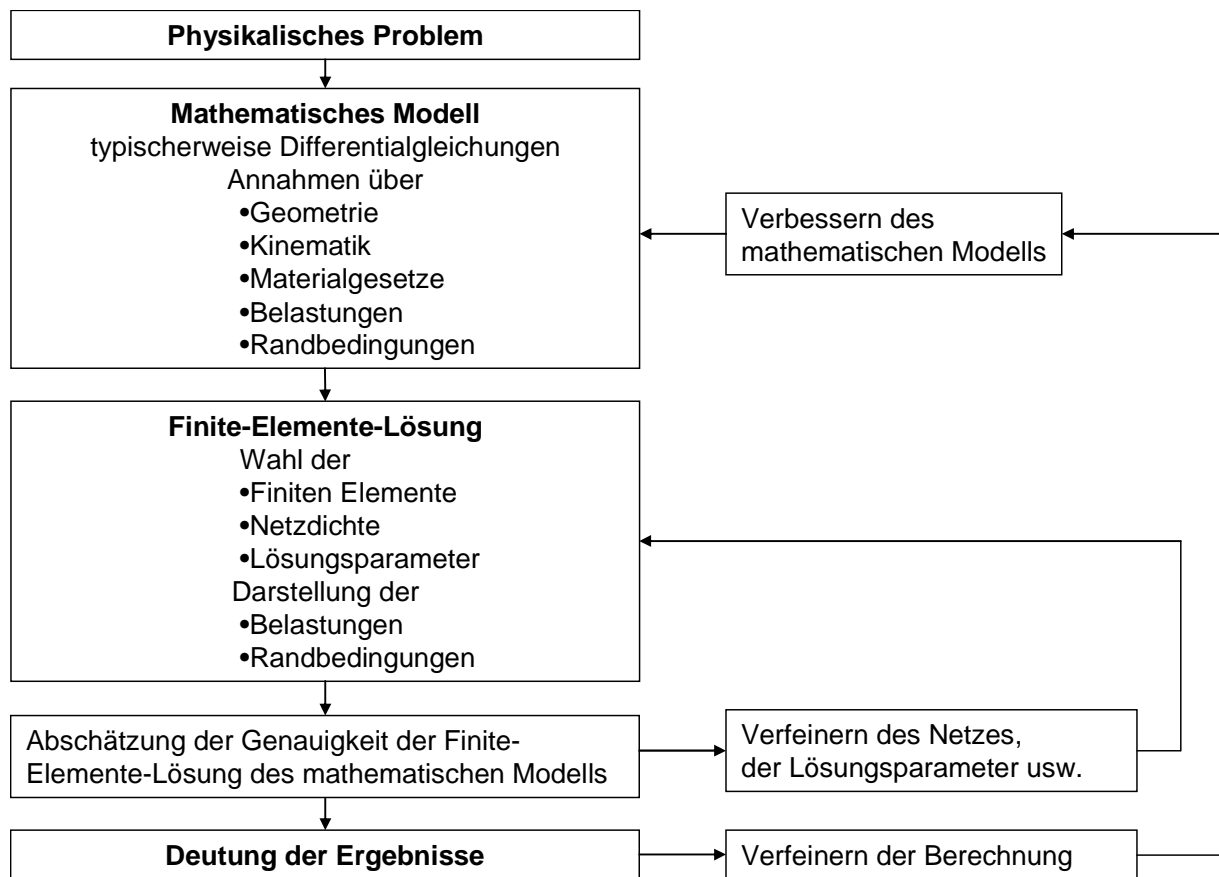 Physikalisches Problem
Mathematisches Modell
typischerweise Differentialgleichungen
Annahmen über
•Geometrie
•Kinematik
•Materialgesetze
•Belastungen
•Randbedingungen
Verbessern des
mathematischen Modells
Finite-Elemente-Lösung
Wahl der
•Finiten Elemente
•Netzdichte
•Lösungsparameter
Darstellung der
•Belastungen
•Randbedingungen
Abschätzung der Genauigkeit der Finite-
Elemente-Lösung des mathematischen Modells
Verfeinern des Netzes,
der Lösungsparameter usw.
Deutung der Ergebnisse
Verfeinern der Berechnung